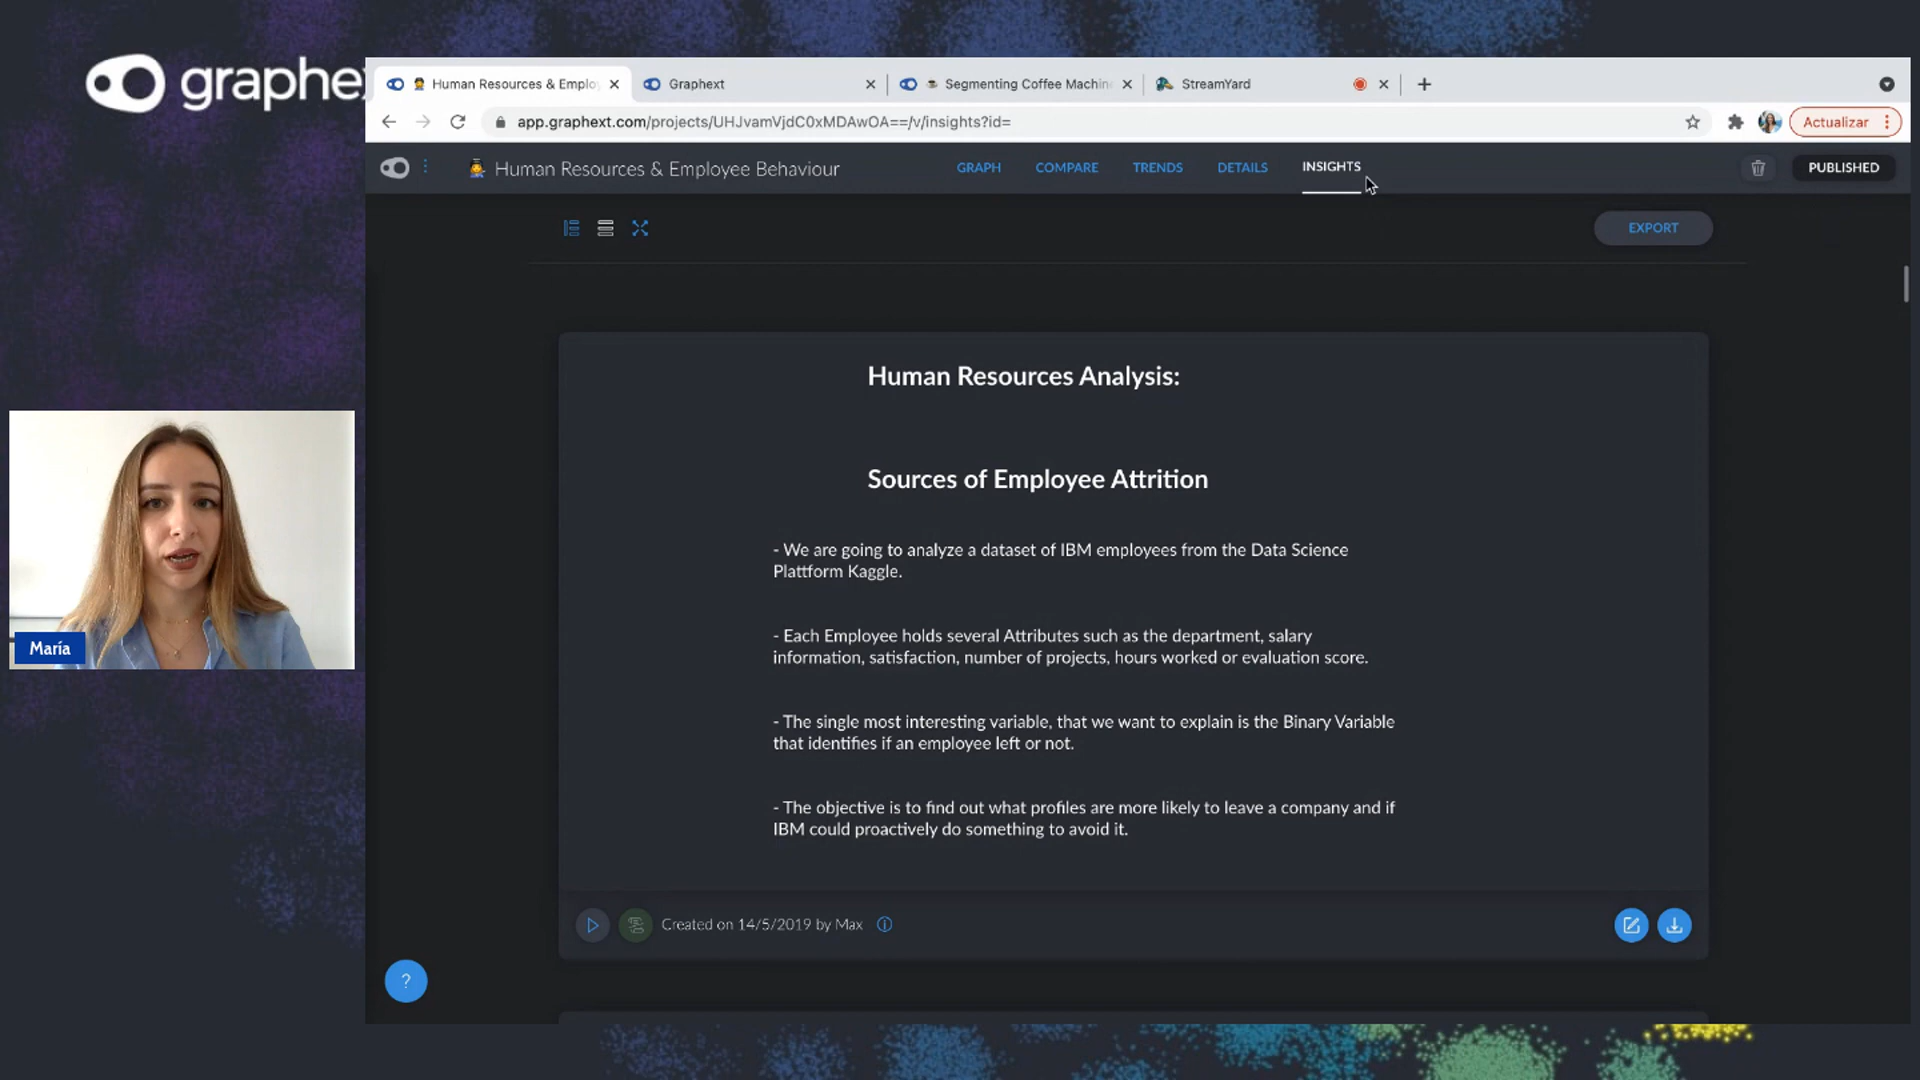 graphex
Human Resources & Emplo
Graphext
Segmenting Coffee Machin
StreamYard
app.graphext.com/projects/UHJvamVjdC0xMDAwOA==/v/insights?id=
Actualizar
Human Resources & Employee Behaviour
GRAPH
COMPARE
TRENDS
DETAILS
INSIGHTS
PUBLISHED
EXPORT
Human Resources Analysis:
Sources of Employee Attrition
- We are going to analyze a dataset of IBM employees from the Data Science
Plattform Kaggle.
- Each Employee holds several Attributes such as the department, salary
information, satisfaction, number of projects, hours worked or evaluation score.
- The single most interesting variable, that we want to explain is the Binary Variable
that identifies if an employee left or not.
- The objective is to find out what profiles are more likely to leave a company and if
IBM could proactively do something to avoid it.
Created on 14/5/2019 by Max
?
María